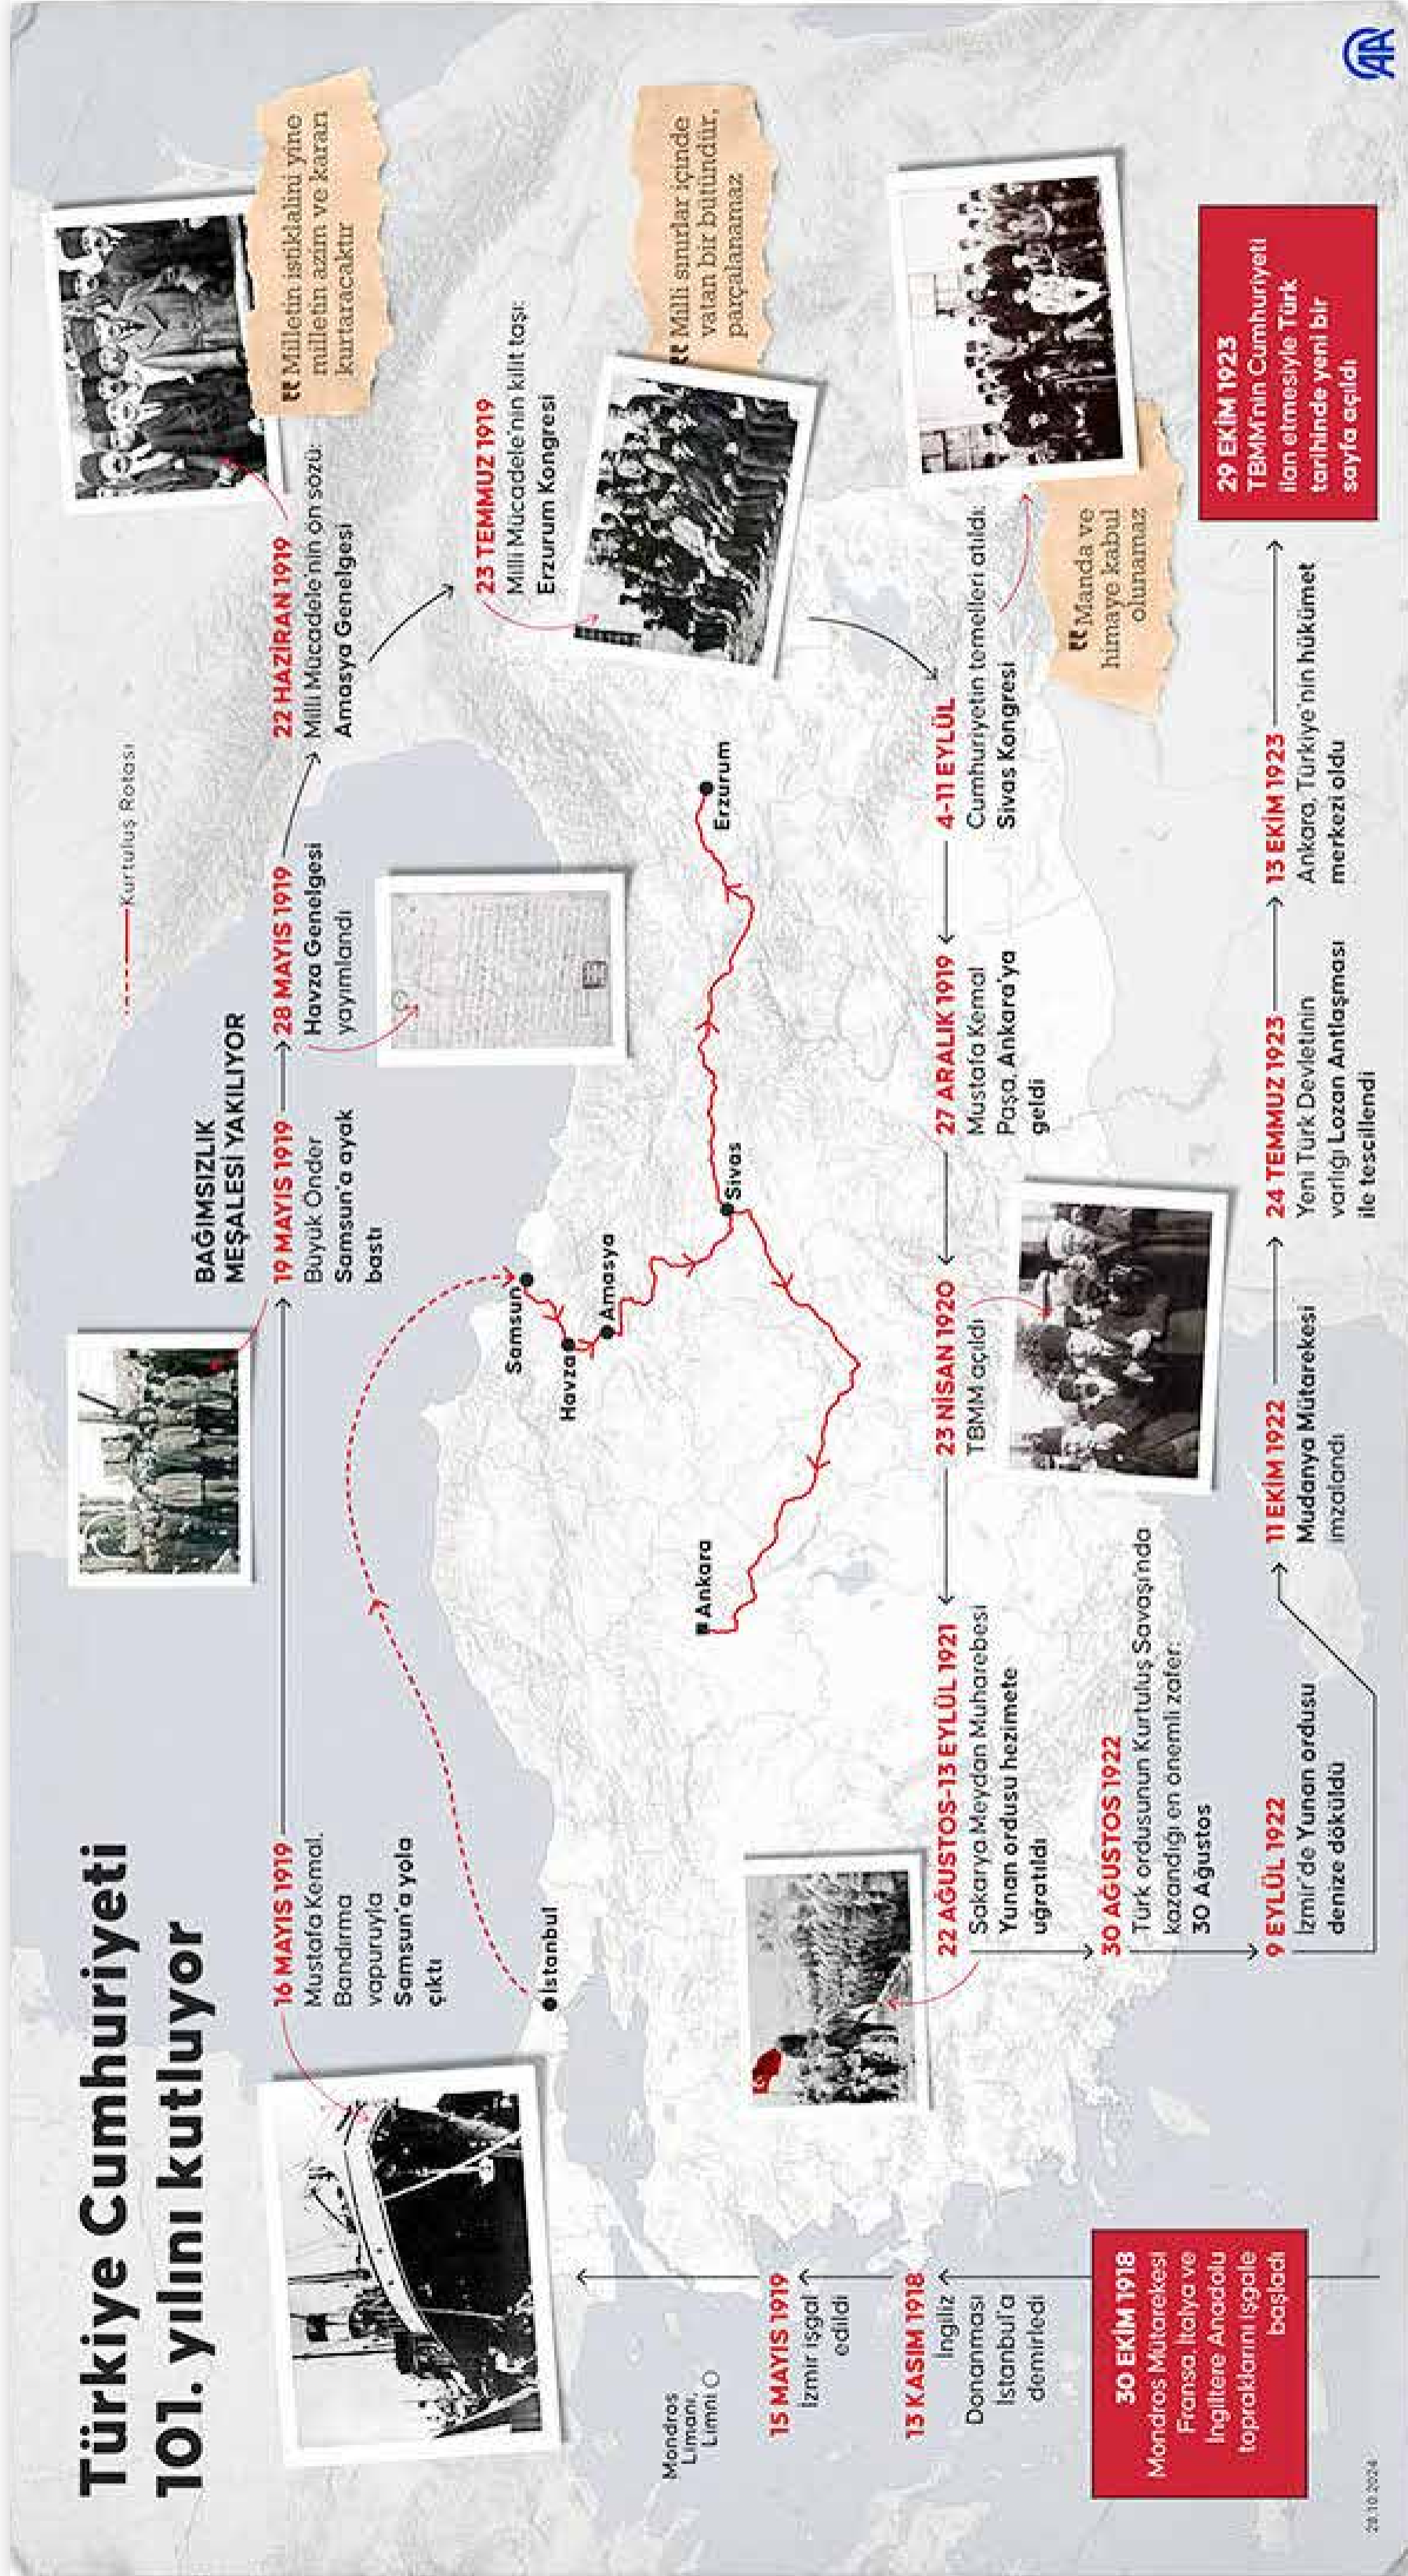 Türkiye Cumhuriyeti
101. yılını kutluyor
Kurtuluş Rotası
30 EKİM 1918
Mondros Mütarekesi
Fransa, İtalya ve
İngiltere Anadolu
topraklarını işgale
başladı
13 KASIM 1918
İngiliz
Donanması
İstanbul'a
demirledi
15 MAYIS 1919
İzmir işgal
edildi
Mondros
Limanı,
Limni
16 MAYIS 1919
Mustafa Kemal,
Bandırma
vapuruyla
Samsun'a yola
çıktı
BAĞIMSIZLIK
MEŞALESİ YAKILIYOR
19 MAYIS 1919
Büyük Önder
Samsun'a ayak
bastı
28 MAYIS 1919
Havza Genelgesi
yayımlandı
22 HAZİRAN 1919
Milli Mücadele'nin ön sözü:
Amasya Genelgesi
Milletin istiklalini yine
milletin azim ve kararı
kurtaracaktır
23 TEMMUZ 1919
Milli Mücadele'nin kilit taşı:
Erzurum Kongresi
Milli sınırlar içinde
vatan bir bütündür,
parçalanamaz
4-11 EYLÜL
Cumhuriyetin temelleri atıldı:
Sivas Kongresi
Manda ve
himaye kabul
olunamaz
27 ARALIK 1919
Mustafa Kemal
Paşa, Ankara'ya
geldi
23 NİSAN 1920
TBMM açıldı
22 AĞUSTOS-13 EYLÜL 1921
Sakarya Meydan Muharebesi
Yunan ordusu hezimete
uğratıldı
30 AĞUSTOS 1922
Türk ordusunun Kurtuluş Savaşı'nda
kazandığı en önemli zafer:
30 Ağustos
9 EYLÜL 1922
İzmir'de Yunan ordusu
denize döküldü
11 EKİM 1922
Mudanya Mütarekesi
imzalandı
24 TEMMUZ 1923
Yeni Türk Devletinin
varlığı Lozan Antlaşması
ile tescillendi
13 EKİM 1923
Ankara, Türkiye'nin hükümet
merkezi oldu
29 EKİM 1923
TBMM'nin Cumhuriyeti
ilan etmesiyle Türk
tarihinde yeni bir
sayfa açıldı
İstanbul
Samsun
Havza
Amasya
Sivas
Erzurum
Ankara
28.10.2024
AA